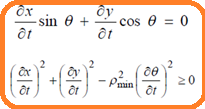 ∂x/∂t sin θ + ∂y/∂t cos θ = 0
(∂x/∂t)² + (∂y/∂t)² − ρ²min (∂θ/∂t)² ≥ 0